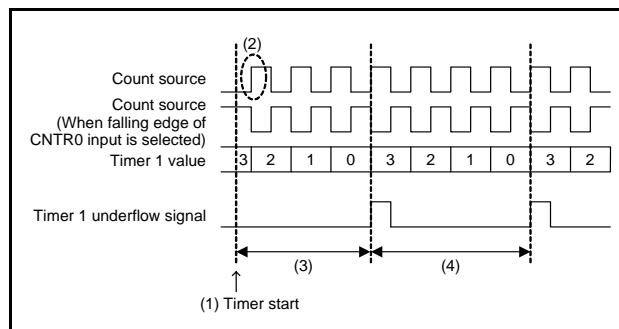 (2)
Count source
Count source
(When falling edge of
CNTR0 input is selected)
Timer 1 value 3 2 1 0 3 2 1 0 3 2
Timer 1 underflow signal
(3) (4)
(1) Timer start